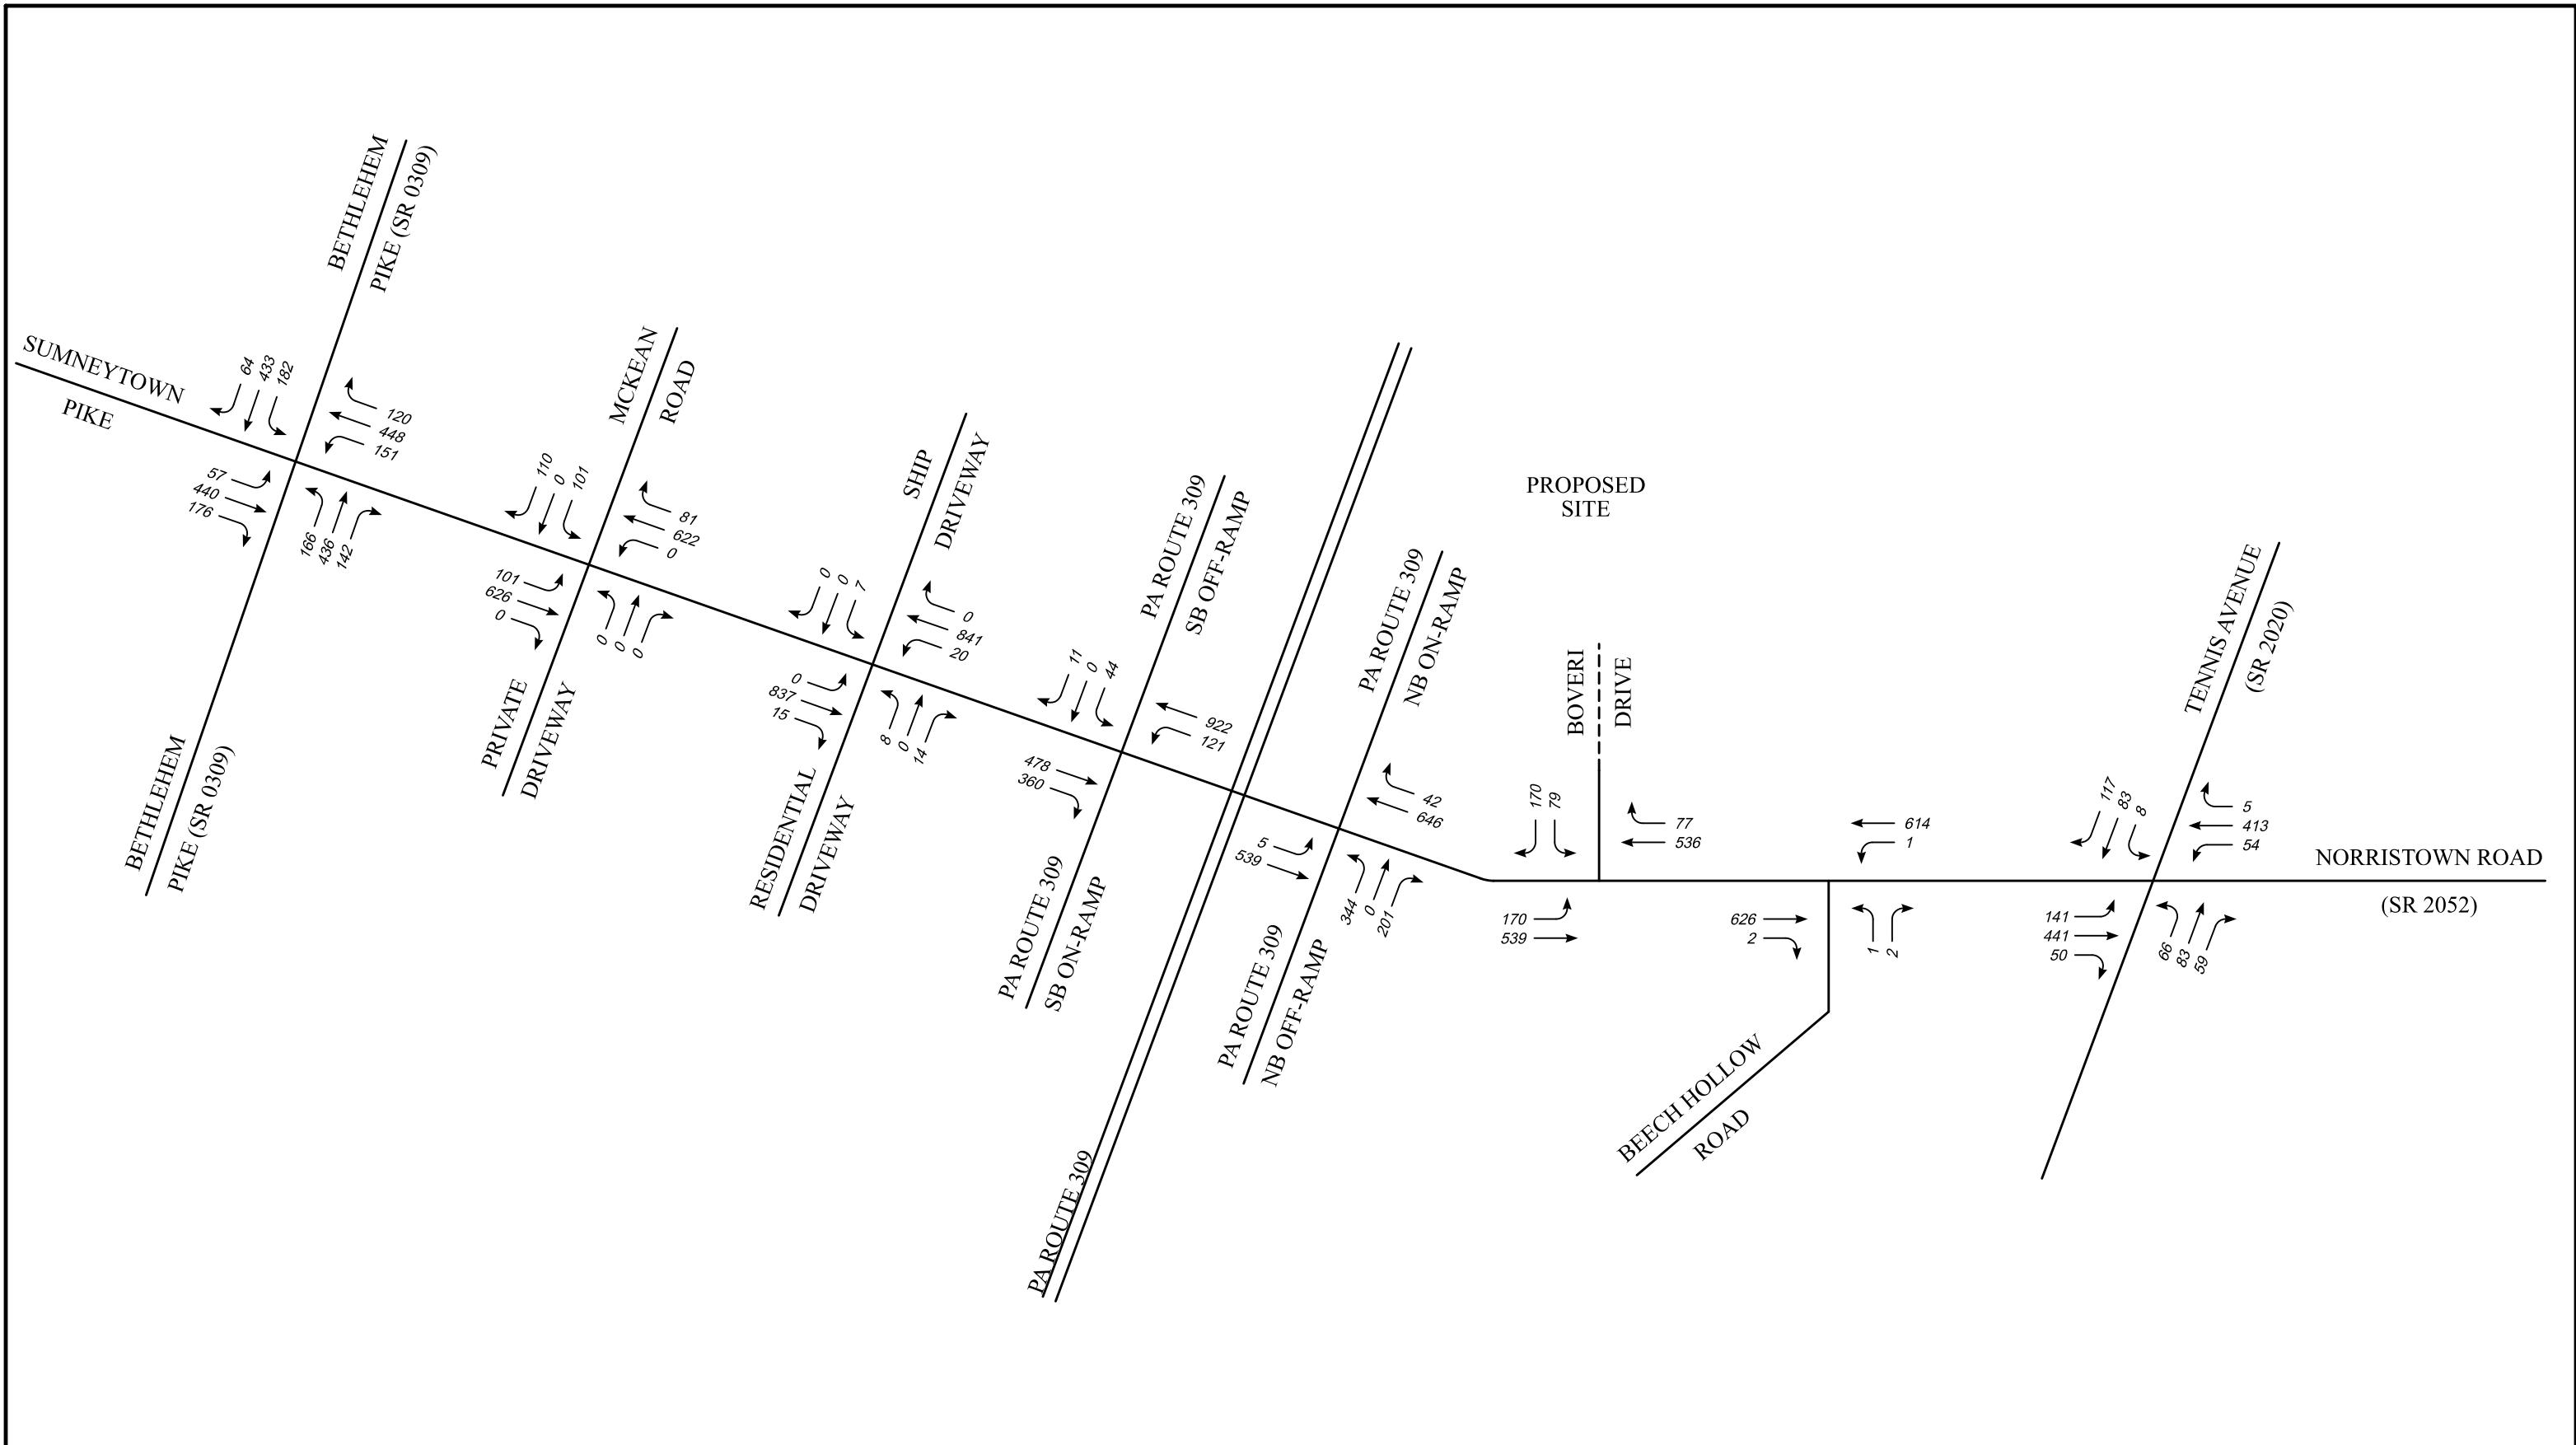 BETHLEHEM
PIKE (SR 0309)
SUMNEYTOWN
PIKE
64
433
182
120
448
151
57
440
176
166
436
142
BETHLEHEM
PIKE (SR 0309)
MCKEAN
ROAD
110
0
101
81
622
0
101
626
0
0
0
0
PRIVATE
DRIVEWAY
SHIP
DRIVEWAY
0
0
7
0
841
20
0
837
15
8
0
14
RESIDENTIAL
DRIVEWAY
PA ROUTE 309
SB OFF-RAMP
11
0
44
922
121
478
360
PA ROUTE 309
SB ON-RAMP
PA ROUTE 309
PA ROUTE 309
NB ON-RAMP
42
646
5
539
344
0
201
PA ROUTE 309
NB OFF-RAMP
PROPOSED
SITE
BOVERI
DRIVE
170
79
77
536
170
539
614
1
626
2
1
2
BEECH HOLLOW
ROAD
TENNIS AVENUE
(SR 2020)
117
83
8
5
413
54
141
441
50
66
83
59
NORRISTOWN ROAD
(SR 2052)